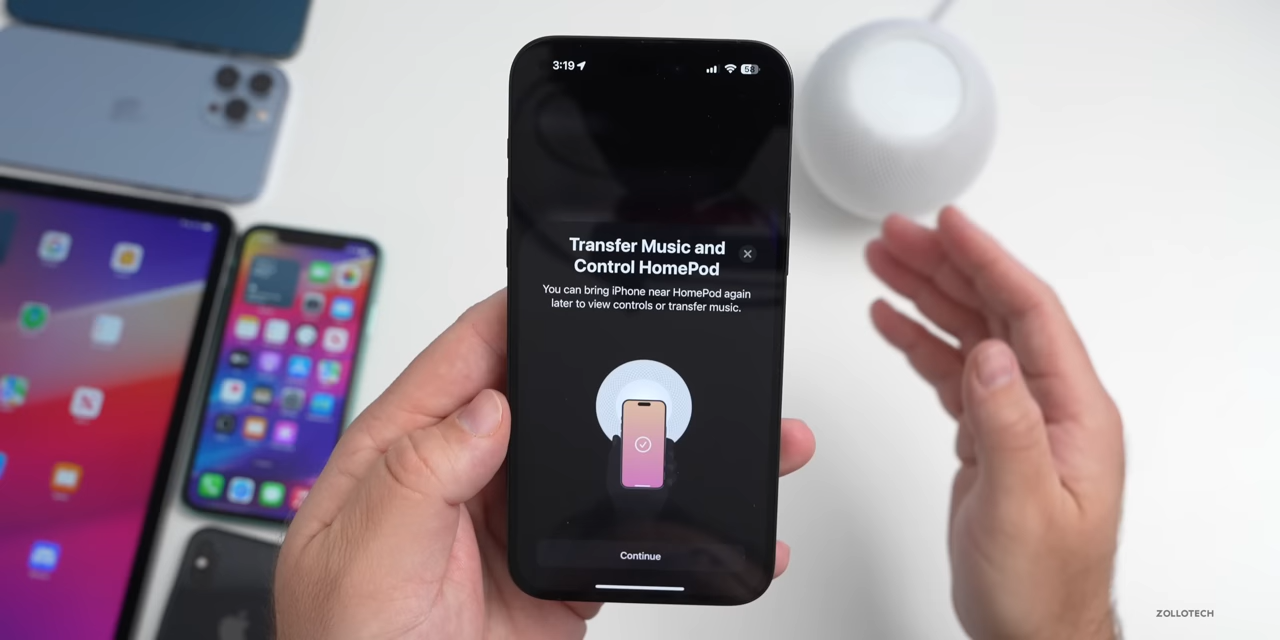 3:19
58
Transfer Music and
Control HomePod
You can bring iPhone near HomePod again
later to view controls or transfer music.
Continue
ZOLLOTECH